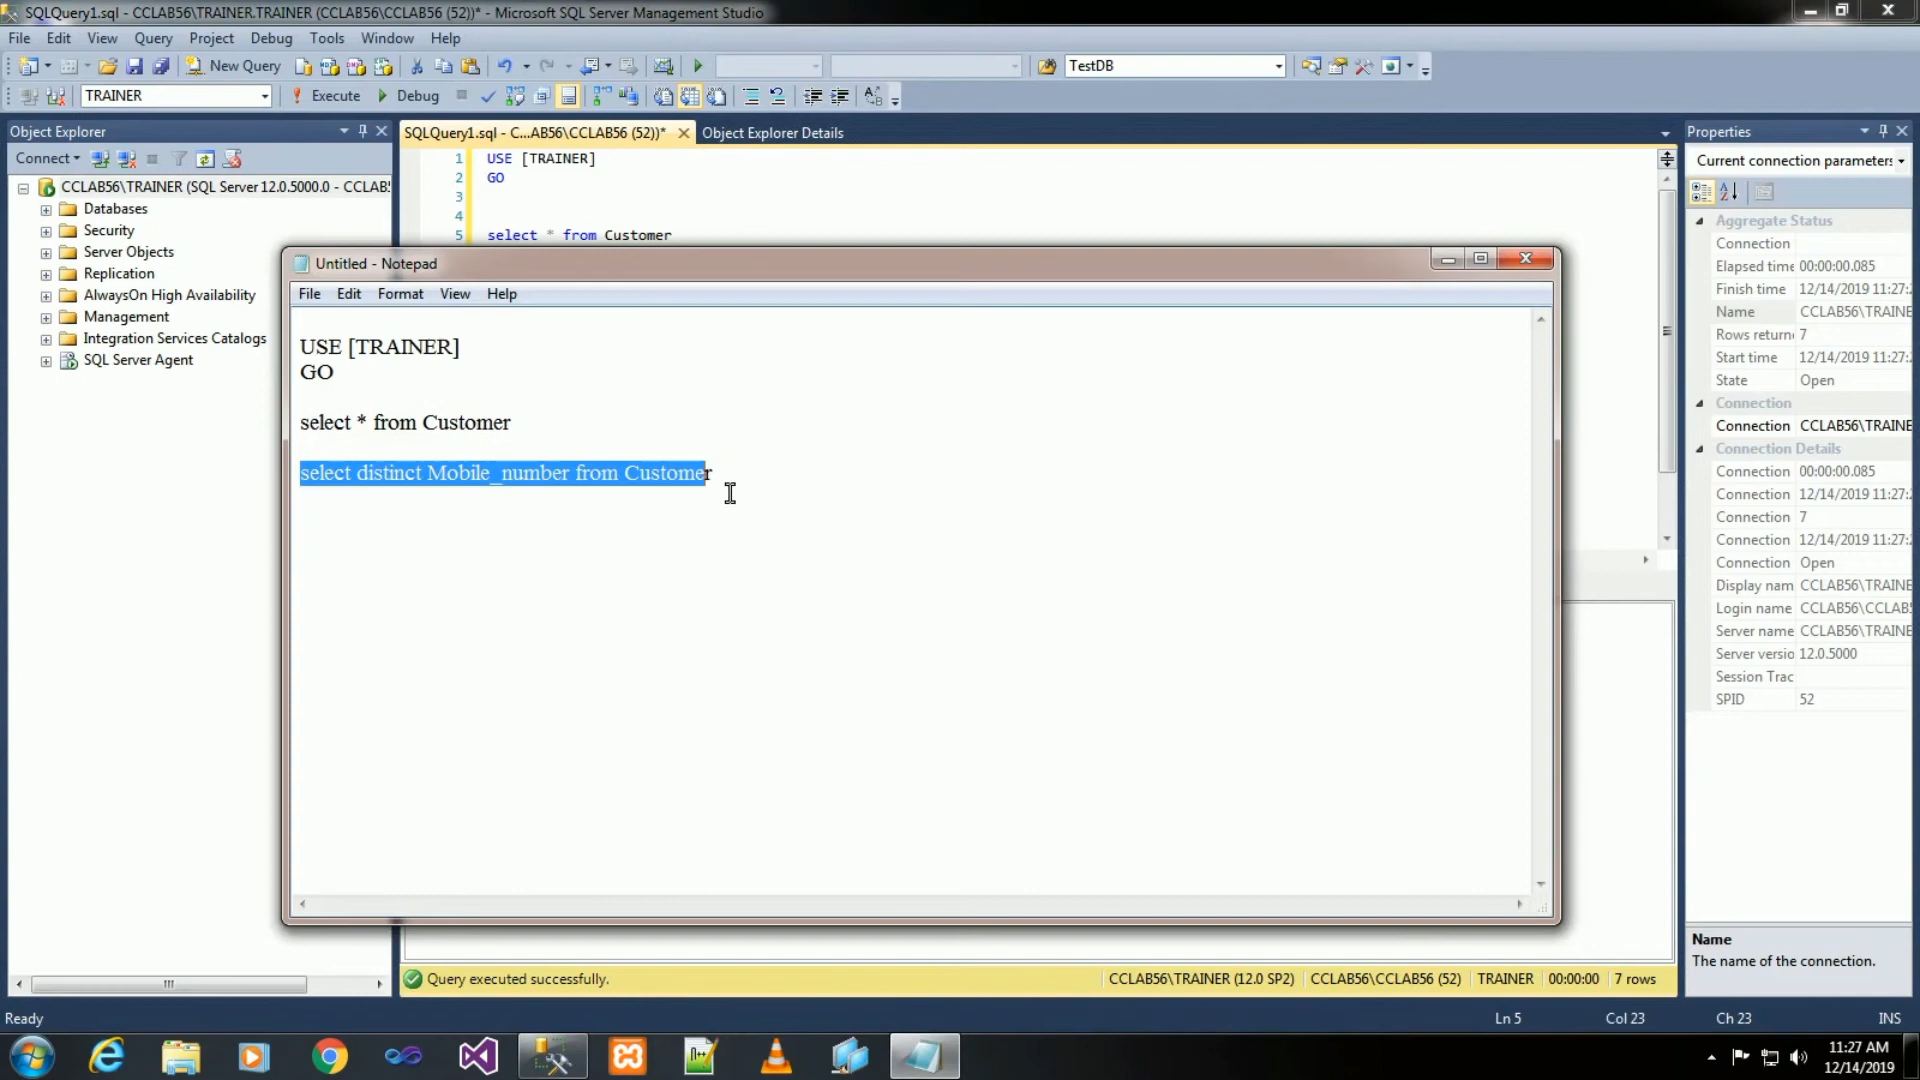 SQLQuery1.sql - CCLAB56\TRAINER.TRAINER (CCLAB56\CCLAB56 (52))* - Microsoft SQL Server Management Studio
File Edit View Query Project Debug Tools Window Help
New Query TestDB
TRAINER Execute Debug
Object Explorer
Connect
CCLAB56\TRAINER (SQL Server 12.0.5000.0 - CCLAB
Databases
Security
Server Objects
Replication
AlwaysOn High Availability
Management
Integration Services Catalogs
SQL Server Agent
SQLQuery1.sql - C...AB56\CCLAB56 (52))* Object Explorer Details
1 USE [TRAINER]
2 GO
3
4
5 select * from Customer
Untitled - Notepad
File Edit Format View Help
USE [TRAINER]
GO
select * from Customer
select distinct Mobile_number from Customer
Properties
Current connection parameters
Aggregate Status
Connection
Elapsed time 00:00:00.085
Finish time 12/14/2019 11:27:
Name CCLAB56\TRAINE
Rows return 7
Start time 12/14/2019 11:27:
State Open
Connection
Connection CCLAB56\TRAINE
Connection Details
Connection 00:00:00.085
Connection 12/14/2019 11:27:
Connection 7
Connection 12/14/2019 11:27:
Connection Open
Display nam CCLAB56\TRAINE
Login name CCLAB56\CCLAB
Server name CCLAB56\TRAINE
Server versio 12.0.5000
Session Trac
SPID 52
Name
The name of the connection.
Query executed successfully. CCLAB56\TRAINER (12.0 SP2) CCLAB56\CCLAB56 (52) TRAINER 00:00:00 7 rows
Ready Ln 5 Col 23 Ch 23 INS
11:27 AM
12/14/2019